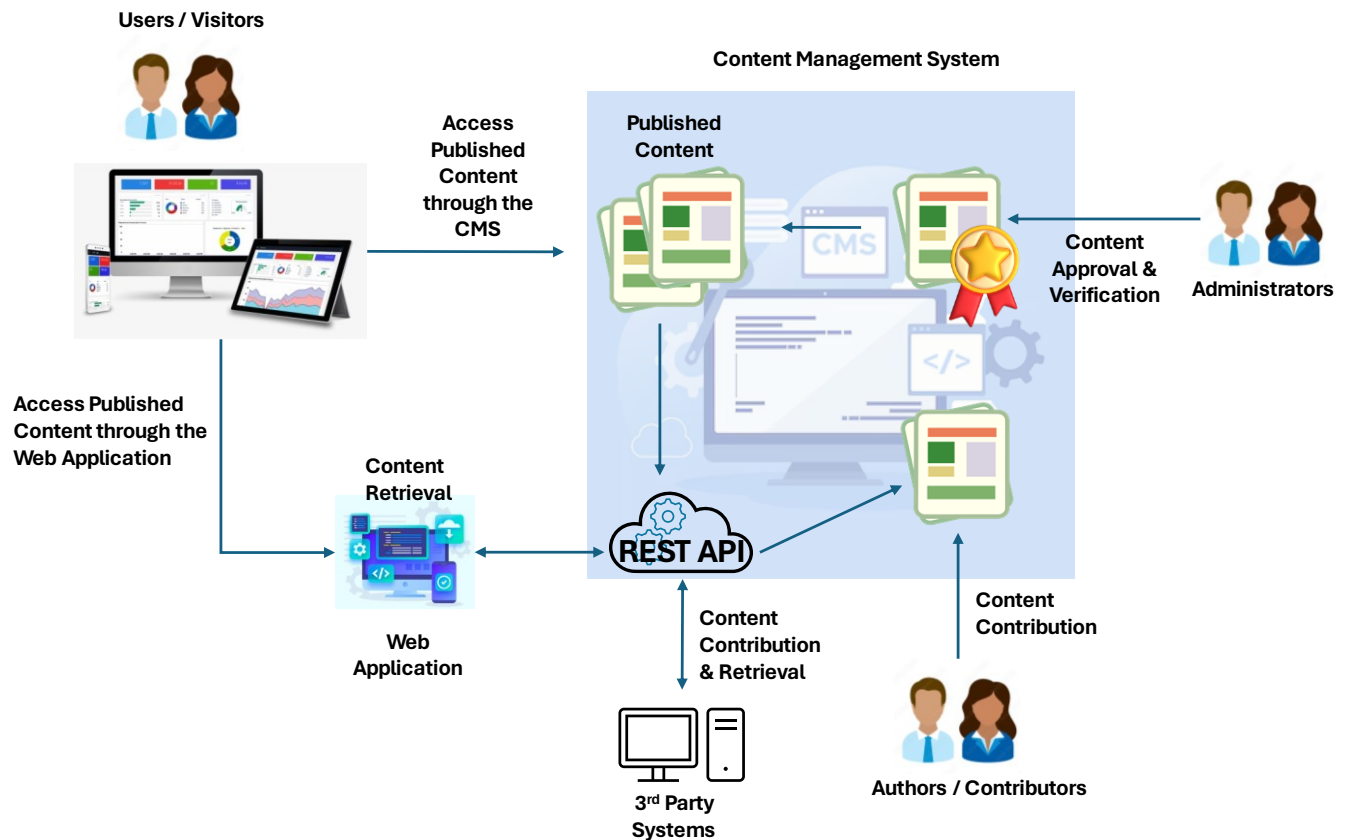 Users / Visitors
Content Management System
Access
Published
Content
through the
CMS
Published
Content
CMS
Content
Approval &
Verification
Administrators
</>
Access Published
Content through the
Web Application
Content
Retrieval
</>
REST API
Web
Application
Content
Contribution
& Retrieval
Content
Contribution
3rd Party
Systems
Authors / Contributors